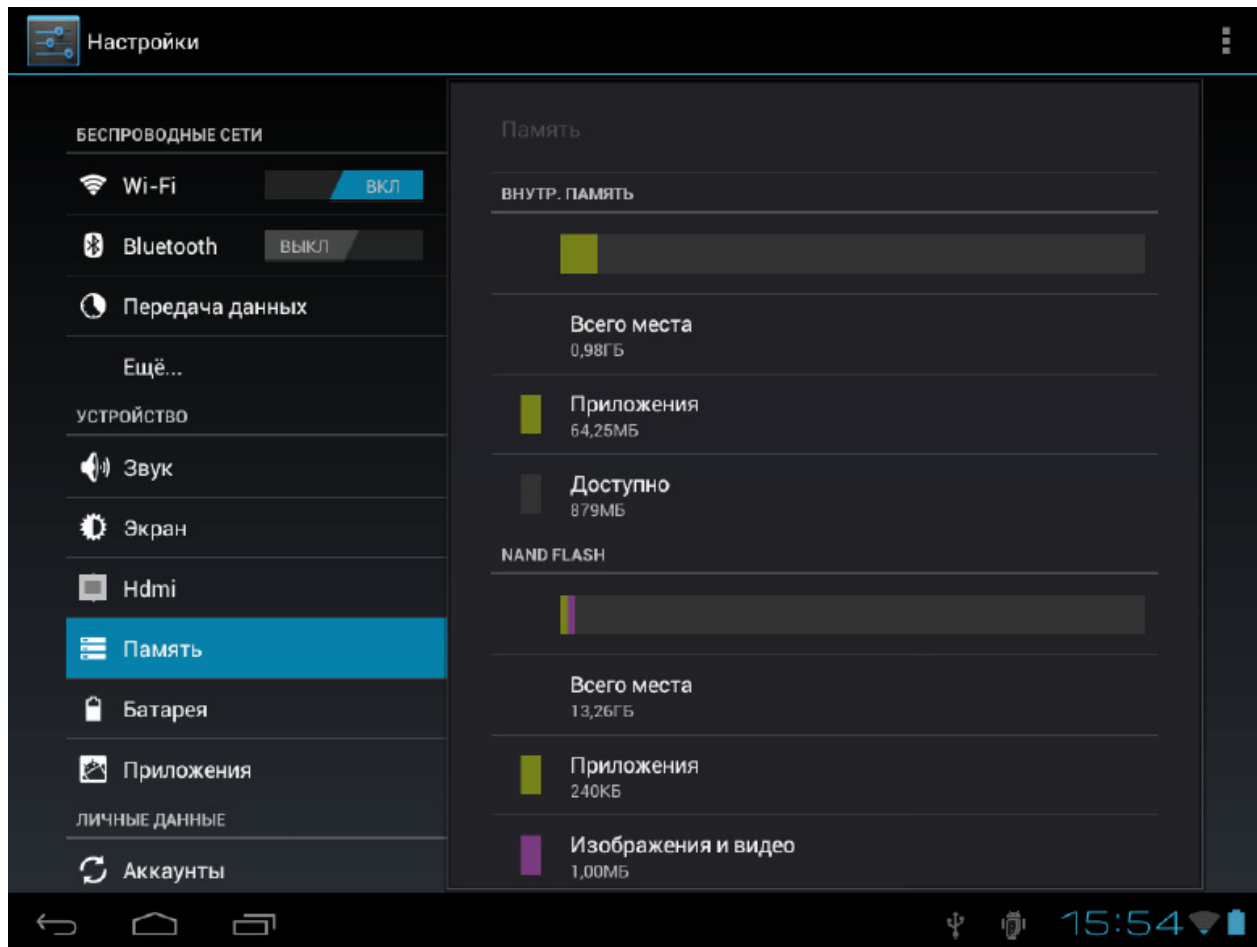 Настройки
БЕСПРОВОДНЫЕ СЕТИ
Wi-Fi
ВКЛ
Bluetooth
ВЫКЛ
Передача данных
Ещё...
УСТРОЙСТВО
Звук
Экран
Hdmi
Память
Батарея
Приложения
ЛИЧНЫЕ ДАННЫЕ
Аккаунты
Память
ВНУТР. ПАМЯТЬ
Всего места
0,98ГБ
Приложения
64,25МБ
Доступно
879МБ
NAND FLASH
Всего места
13,26ГБ
Приложения
240КБ
Изображения и видео
1,00МБ
15:54